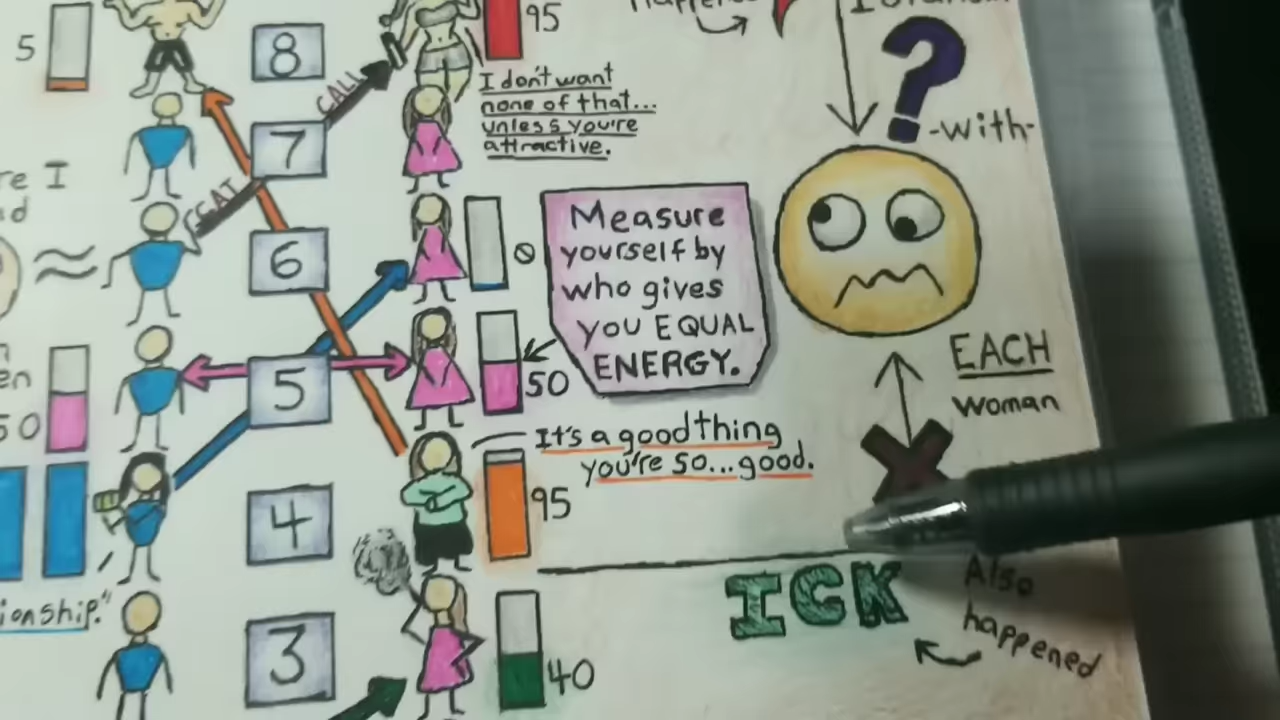 5
8
95
happened
I don't want
none of that...
unless you're
attractive.
CALL
7
-with-
re I
CAT
6
Measure
yourself by
who gives
you EQUAL
ENERGY.
EACH
woman
en
50
5
50
It's a good thing
you're so...good.
4
95
ICK
Also
happened
ionship."
3
40